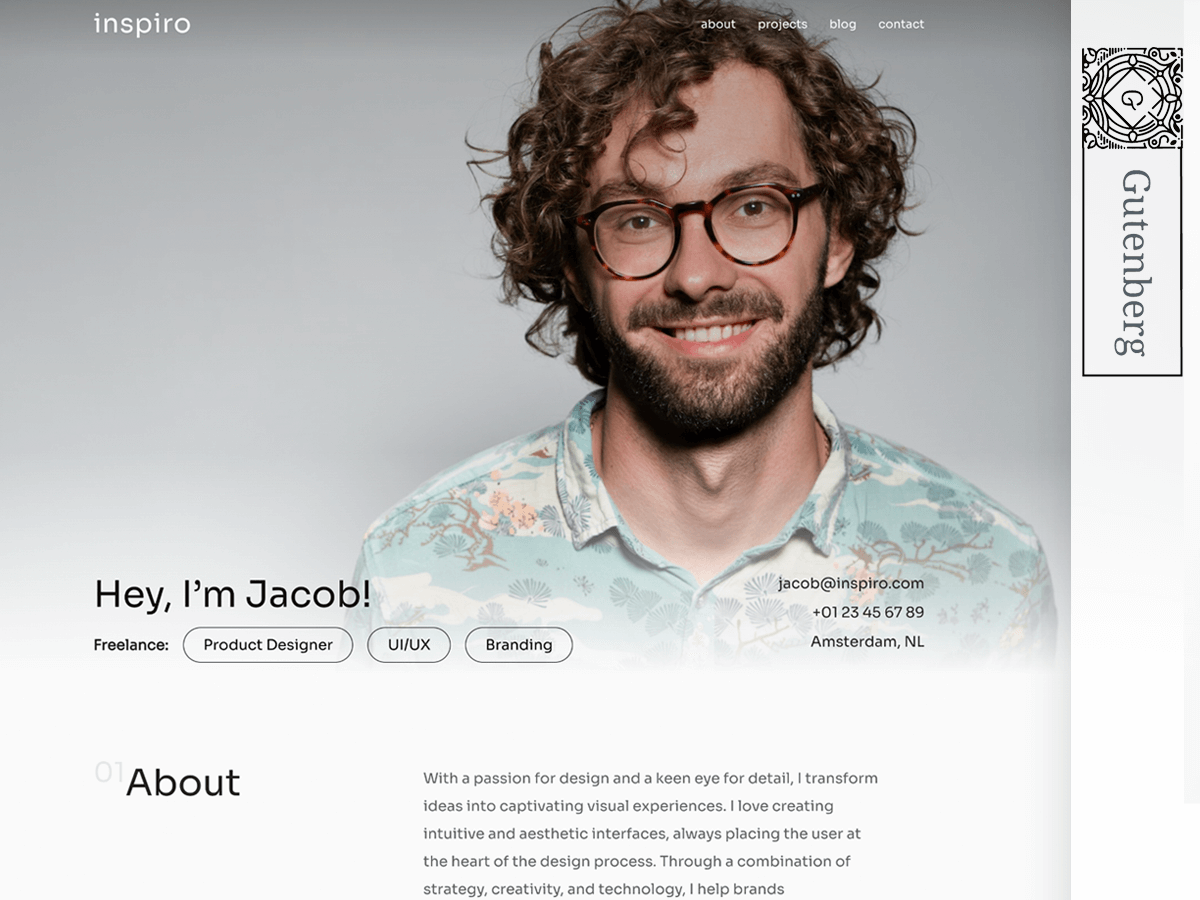 inspiro
about projects blog contact
G
Gutenberg
Hey, I’m Jacob!
Freelance: Product Designer UI/UX Branding
jacob@inspiro.com
+01 23 45 67 89
Amsterdam, NL
01 About
With a passion for design and a keen eye for detail, I transform
ideas into captivating visual experiences. I love creating
intuitive and aesthetic interfaces, always placing the user at
the heart of the design process. Through a combination of
strategy, creativity, and technology, I help brands